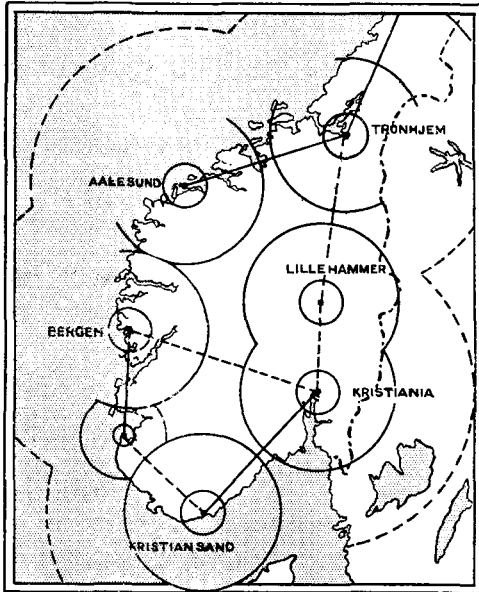 TRONHJEM
AALESUND
LILLEHAMMER
BERGEN
KRISTIANIA
KRISTIANSAND